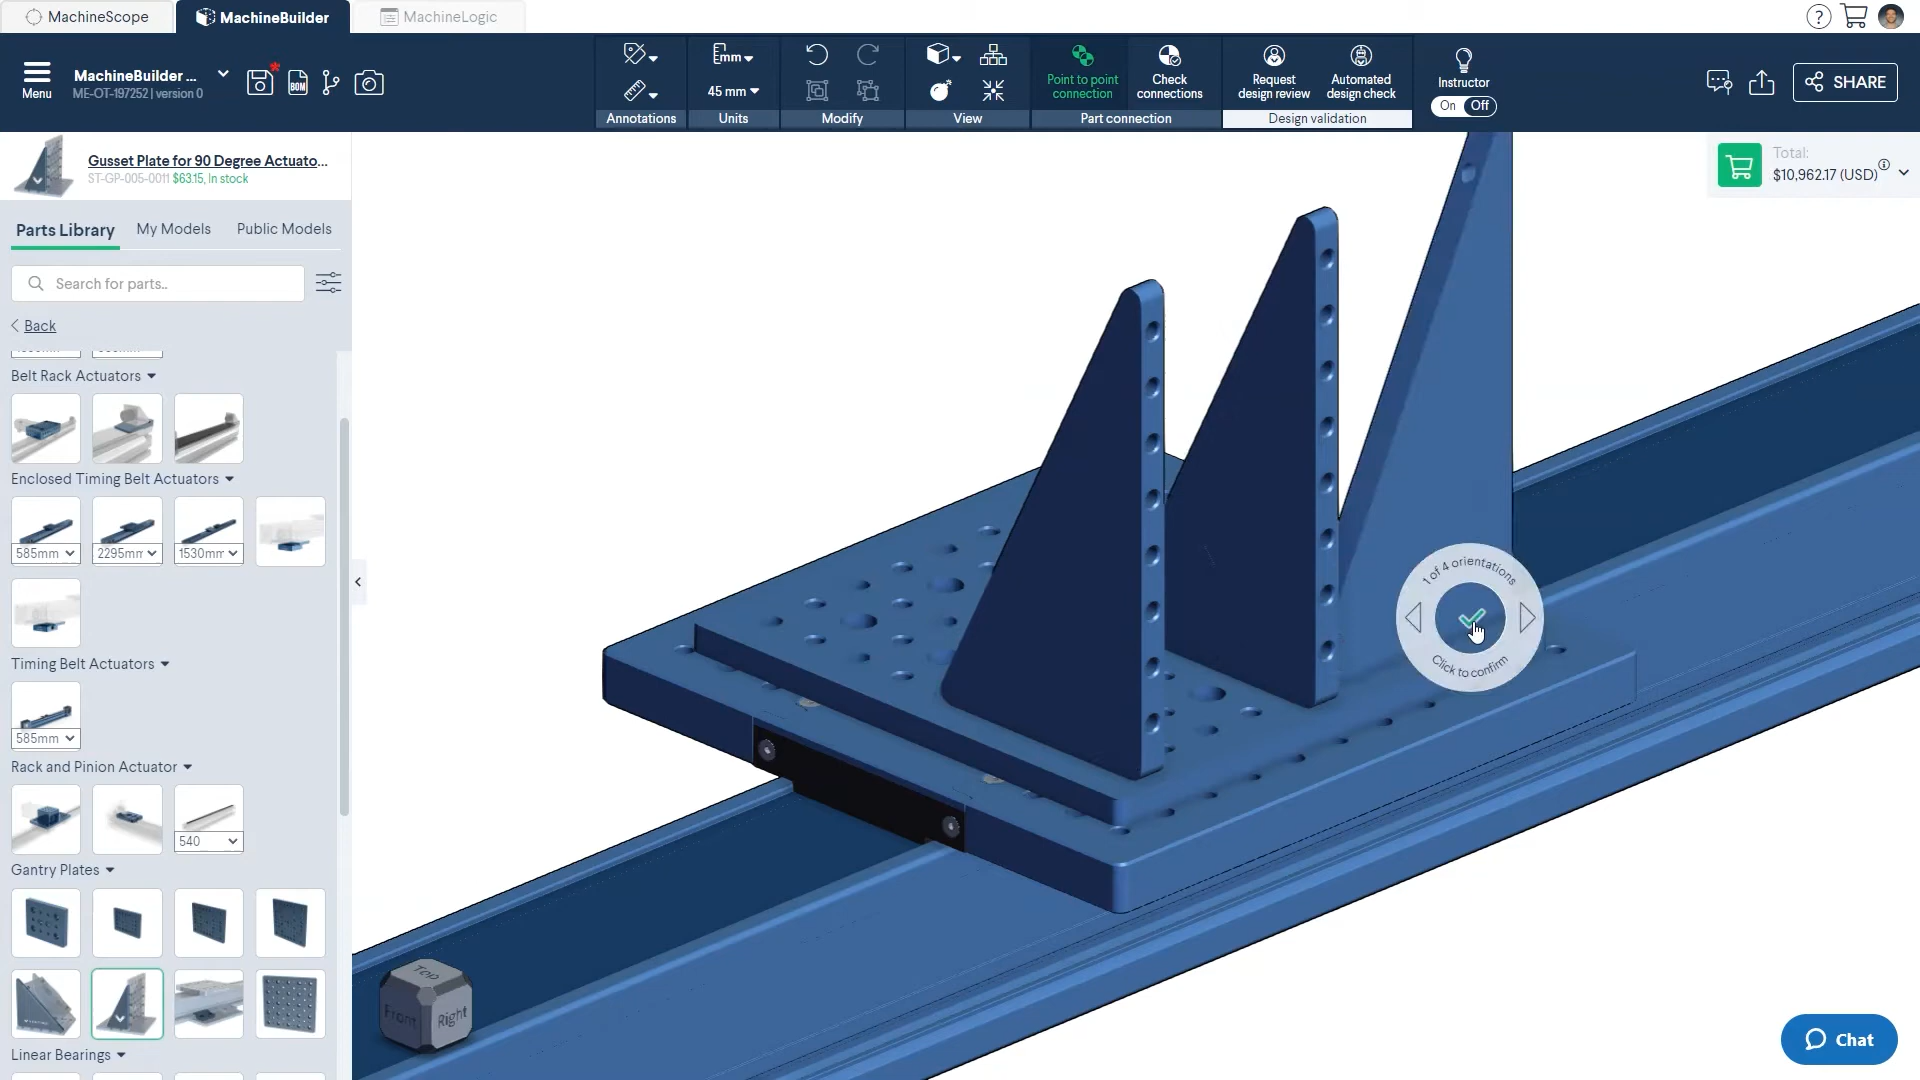 MachineScope
MachineBuilder
MachineLogic
?
Menu
MachineBuilder ...
ME-OT-197252 | version 0
BOM
mm
45 mm
Annotations
Units
Modify
View
Point to point
connection
Check
connections
Part connection
Request
design review
Automated
design check
Design validation
Instructor
On Off
SHARE
Gusset Plate for 90 Degree Actuato...
ST-GP-005-0011 $63.15, In stock
Total:
$10,962.17 (USD)
Parts Library
My Models
Public Models
Search for parts..
Back
Belt Rack Actuators
Enclosed Timing Belt Actuators
585mm
2295mm
1530mm
Timing Belt Actuators
585mm
Rack and Pinion Actuator
540
Gantry Plates
Linear Bearings
1 of 4 orientations
Click to confirm
Top
Front
Right
Chat